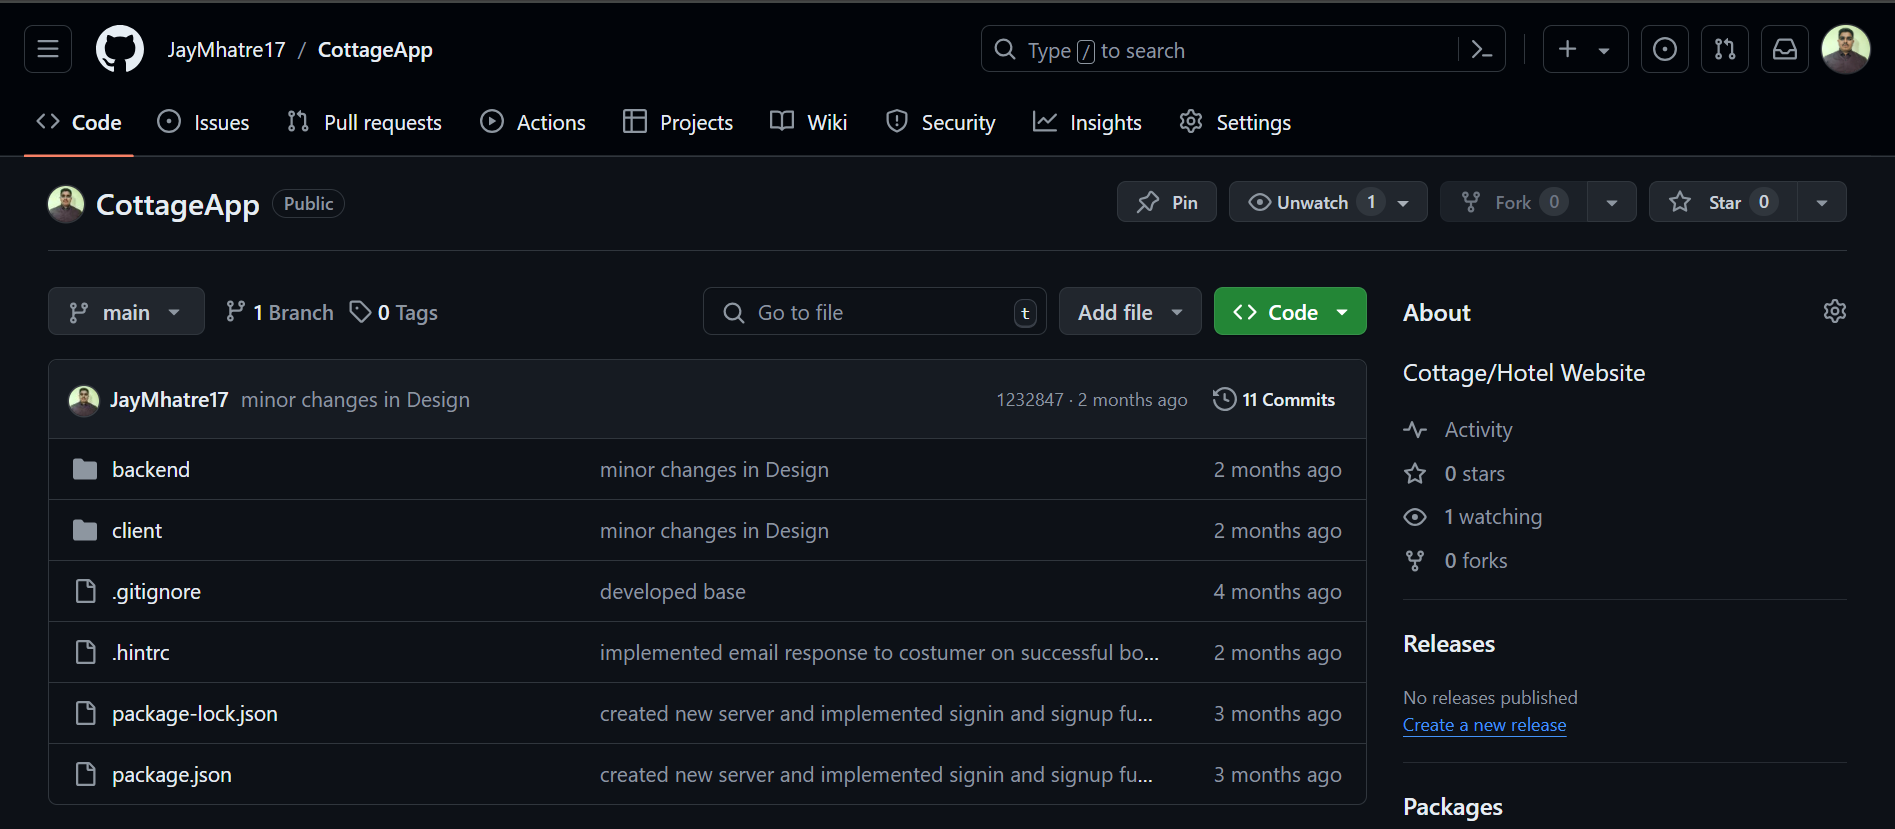 JayMhatre17 / CottageApp
Type / to search
Code Issues Pull requests Actions Projects Wiki Security Insights Settings
CottageApp Public
Pin Unwatch 1 Fork 0 Star 0
main 1 Branch 0 Tags
Go to file t Add file Code
JayMhatre17 minor changes in Design 1232847 · 2 months ago 11 Commits
backend minor changes in Design 2 months ago
client minor changes in Design 2 months ago
.gitignore developed base 4 months ago
.hintrc implemented email response to costumer on successful bo... 2 months ago
package-lock.json created new server and implemented signin and signup fu... 3 months ago
package.json created new server and implemented signin and signup fu... 3 months ago
About
Cottage/Hotel Website
Activity
0 stars
1 watching
0 forks
Releases
No releases published
Create a new release
Packages